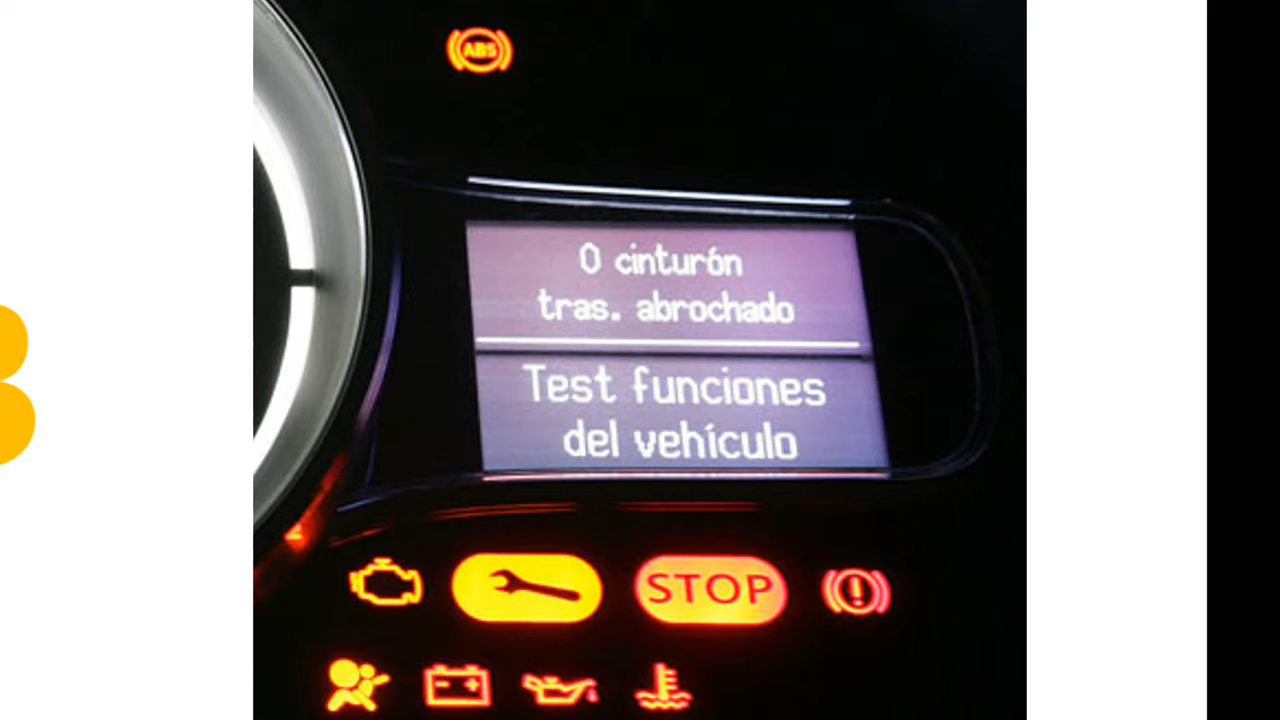 ABS
0 cinturón
tras. abrochado
Test funciones
del vehículo
STOP